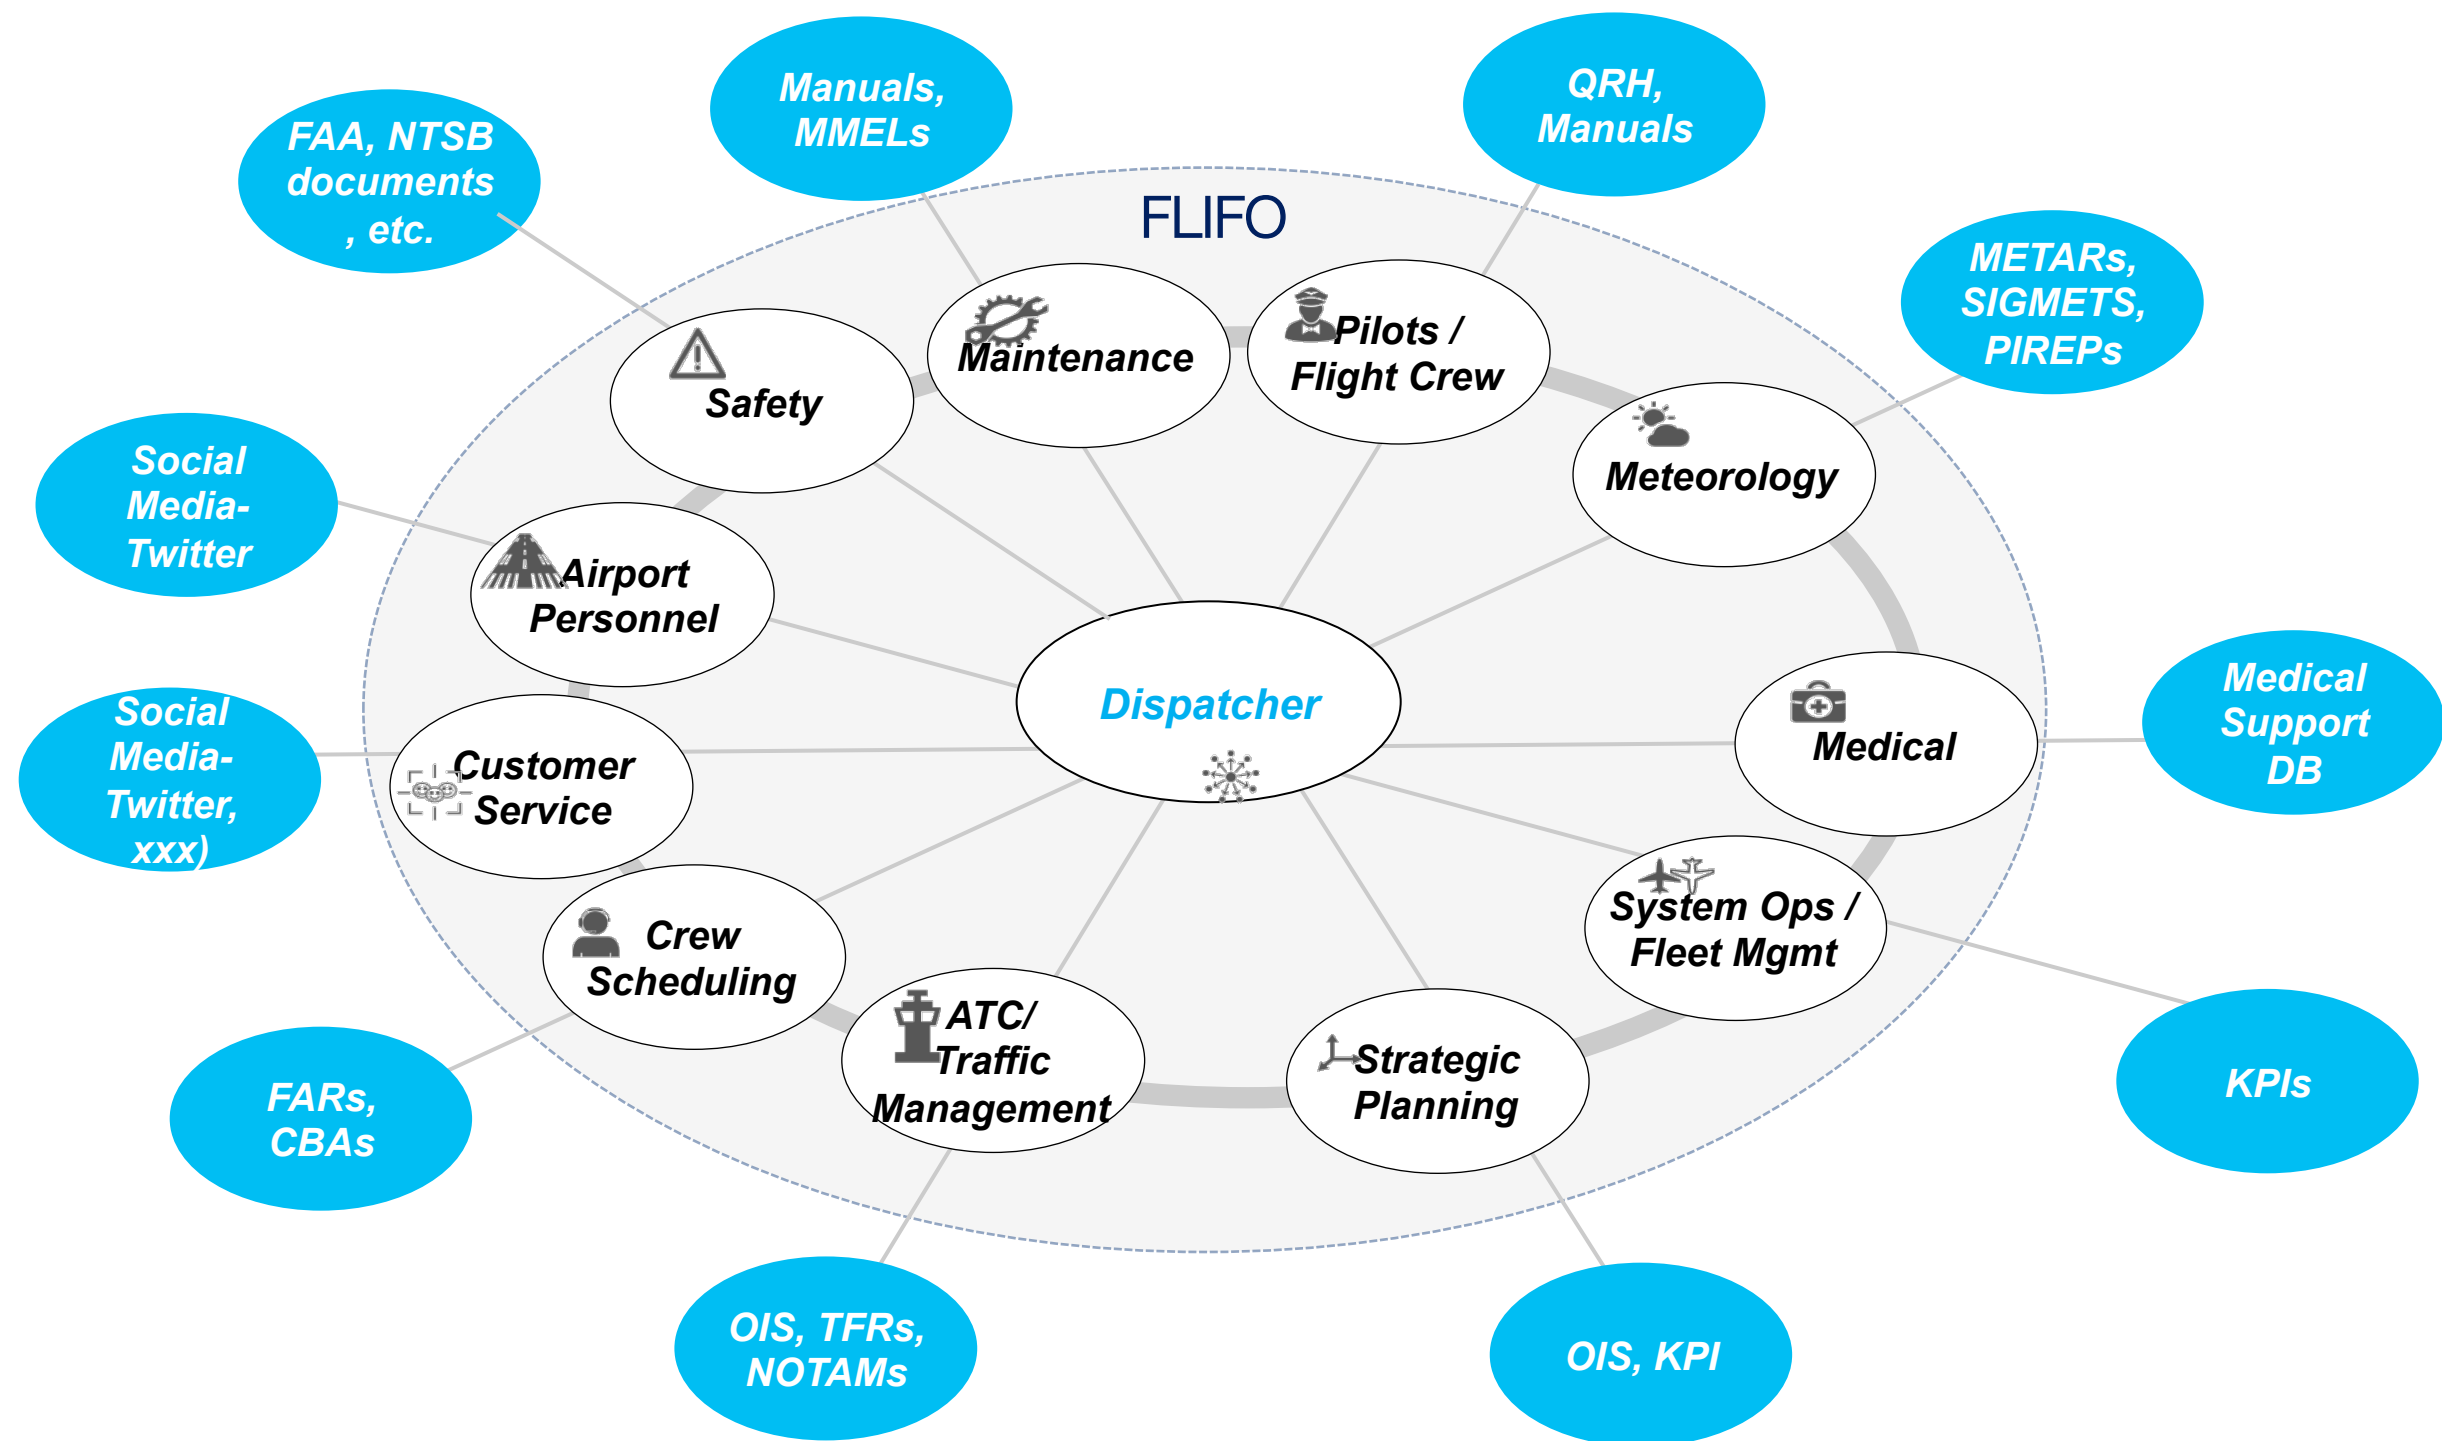 Manuals,
MMELs
QRH,
Manuals
FAA, NTSB
documents
, etc.
FLIFO
METARs,
SIGMETS,
PIREPs
Maintenance
Pilots /
Flight Crew
Safety
Meteorology
Social
Media-
Twitter
Airport
Personnel
Dispatcher
Medical
Medical
Support
DB
Social
Media-
Twitter,
xxx)
Customer
Service
System Ops /
Fleet Mgmt
Crew
Scheduling
ATC/
Traffic
Management
Strategic
Planning
KPIs
FARs,
CBAs
OIS, TFRs,
NOTAMs
OIS, KPI